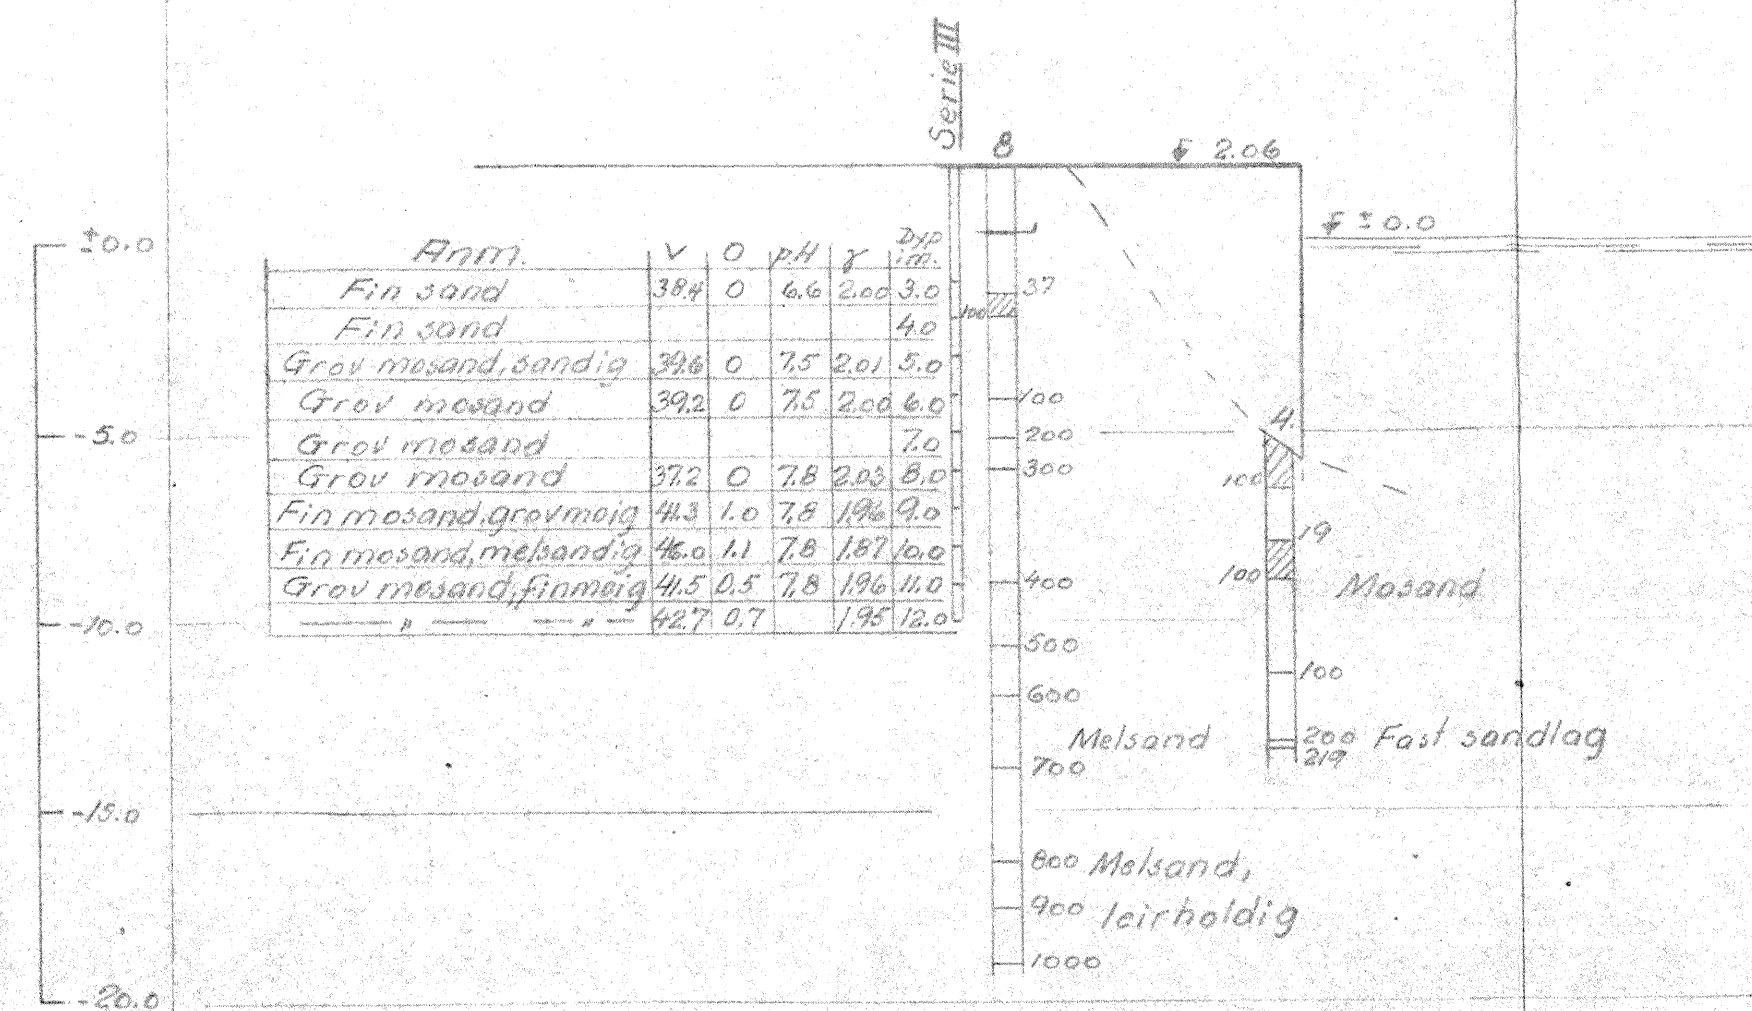 Serie III
8
F 2.06
F ± 0.0
± 0.0
-5.0
-10.0
-15.0
-20.0
Anm. V O pH γ Dyp i m.
Fin sand 38.4 0 6.6 2.00 3.0
Fin sand 4.0
Grov mosand, sandig 39.6 0 7.5 2.01 5.0
Grov mosand 39.2 0 7.5 2.00 6.0
Grov mosand 7.0
Grov mosand 37.2 0 7.8 2.03 8.0
Fin mosand, grovmoig 41.3 1.0 7.8 1.96 9.0
Fin mosand, melsandig 46.0 1.1 7.8 1.87 10.0
Grov mosand, finmoig 41.5 0.5 7.8 1.96 11.0
— " — — " — 42.7 0.7 1.95 12.0
37
100
100
200
300
400
500
600
700
800
900
1000
4.
100
19
100
100
200
219
Mosand
Fast sandlag
Melsand
Melsand,
leirholdig